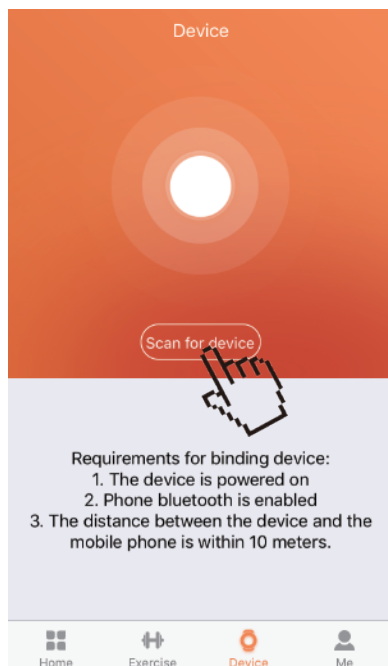 Device
Scan for device
Requirements for binding device:
1. The device is powered on
2. Phone bluetooth is enabled
3. The distance between the device and the
mobile phone is within 10 meters.
Home Exercise Device Me